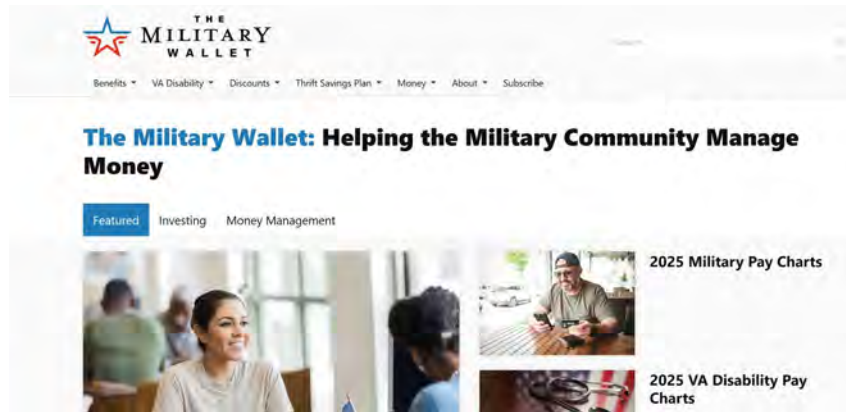 THE
MILITARY
WALLET
Benefits VA Disability Discounts Thrift Savings Plan Money About Subscribe
The Military Wallet: Helping the Military Community Manage
Money
Featured Investing Money Management
2025 Military Pay Charts
2025 VA Disability Pay
Charts